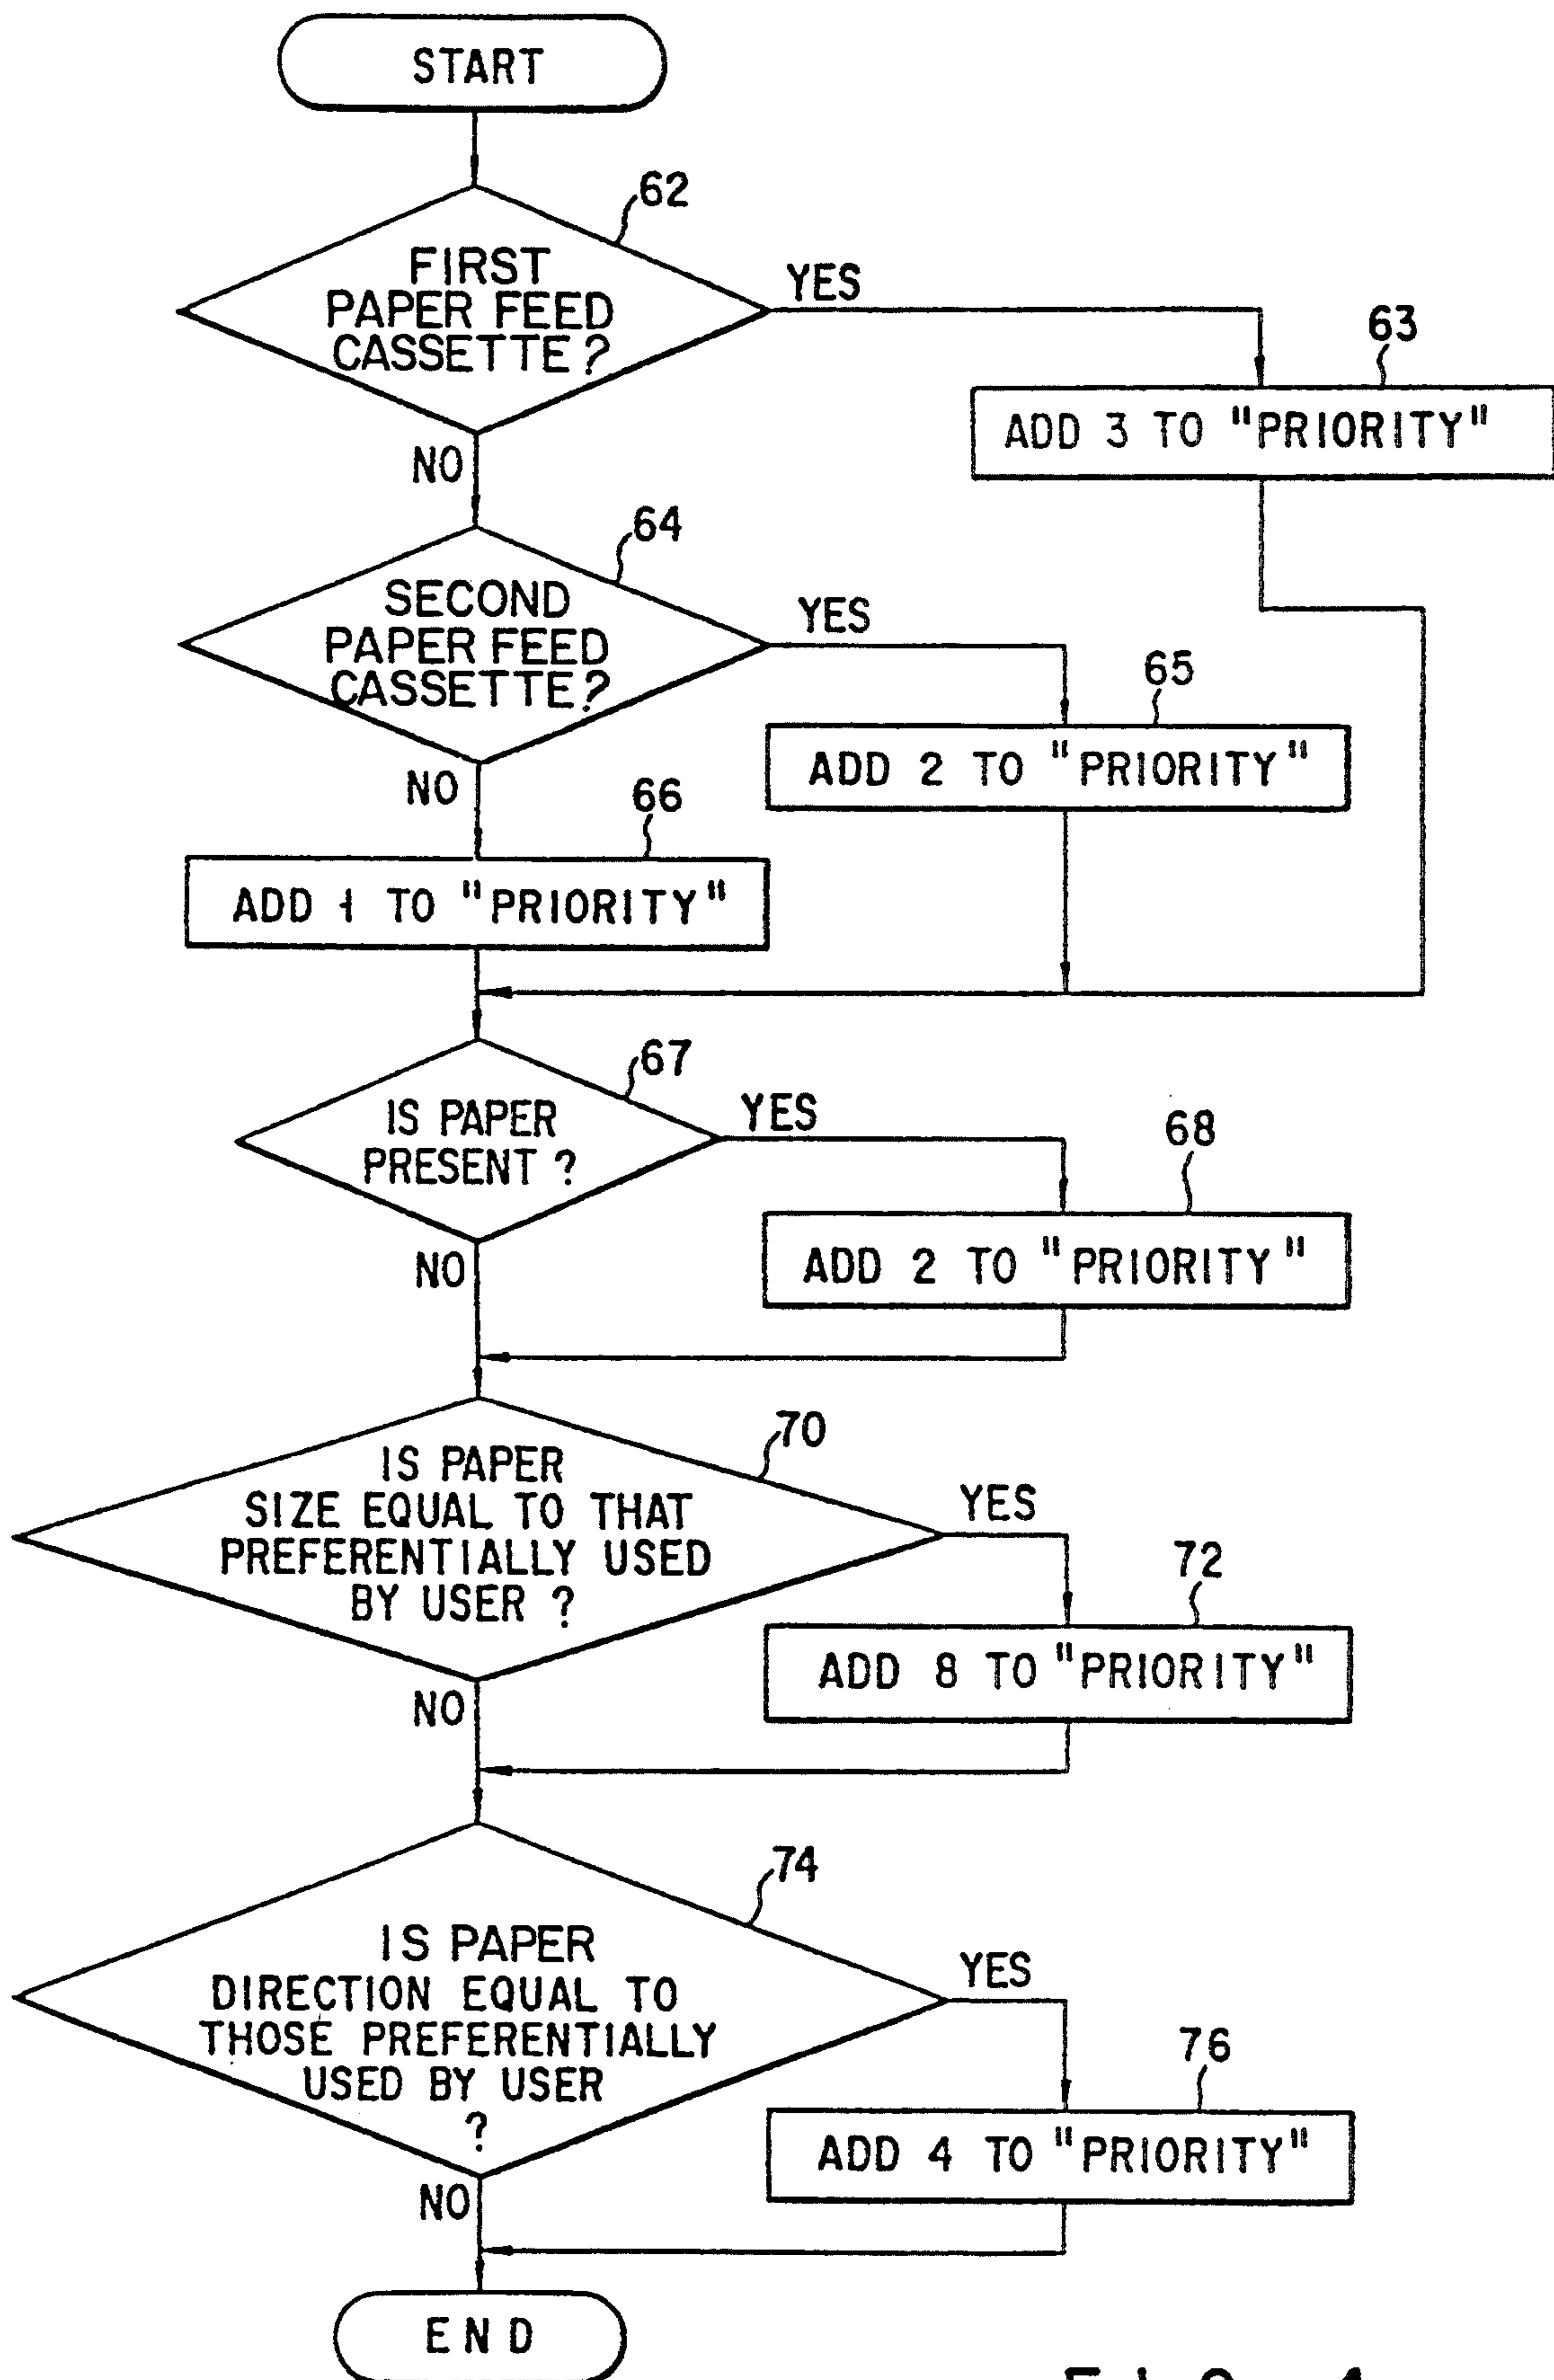 START
62
FIRST
PAPER FEED
CASSETTE?
YES
NO
63
ADD 3 TO "PRIORITY"
64
SECOND
PAPER FEED
CASSETTE?
YES
NO
65
ADD 2 TO "PRIORITY"
66
ADD 1 TO "PRIORITY"
67
IS PAPER
PRESENT ?
YES
NO
68
ADD 2 TO "PRIORITY"
70
IS PAPER
SIZE EQUAL TO THAT
PREFERENTIALLY USED
BY USER ?
YES
NO
72
ADD 8 TO "PRIORITY"
74
IS PAPER
DIRECTION EQUAL TO
THOSE PREFERENTIALLY
USED BY USER
?
YES
NO
76
ADD 4 TO "PRIORITY"
END